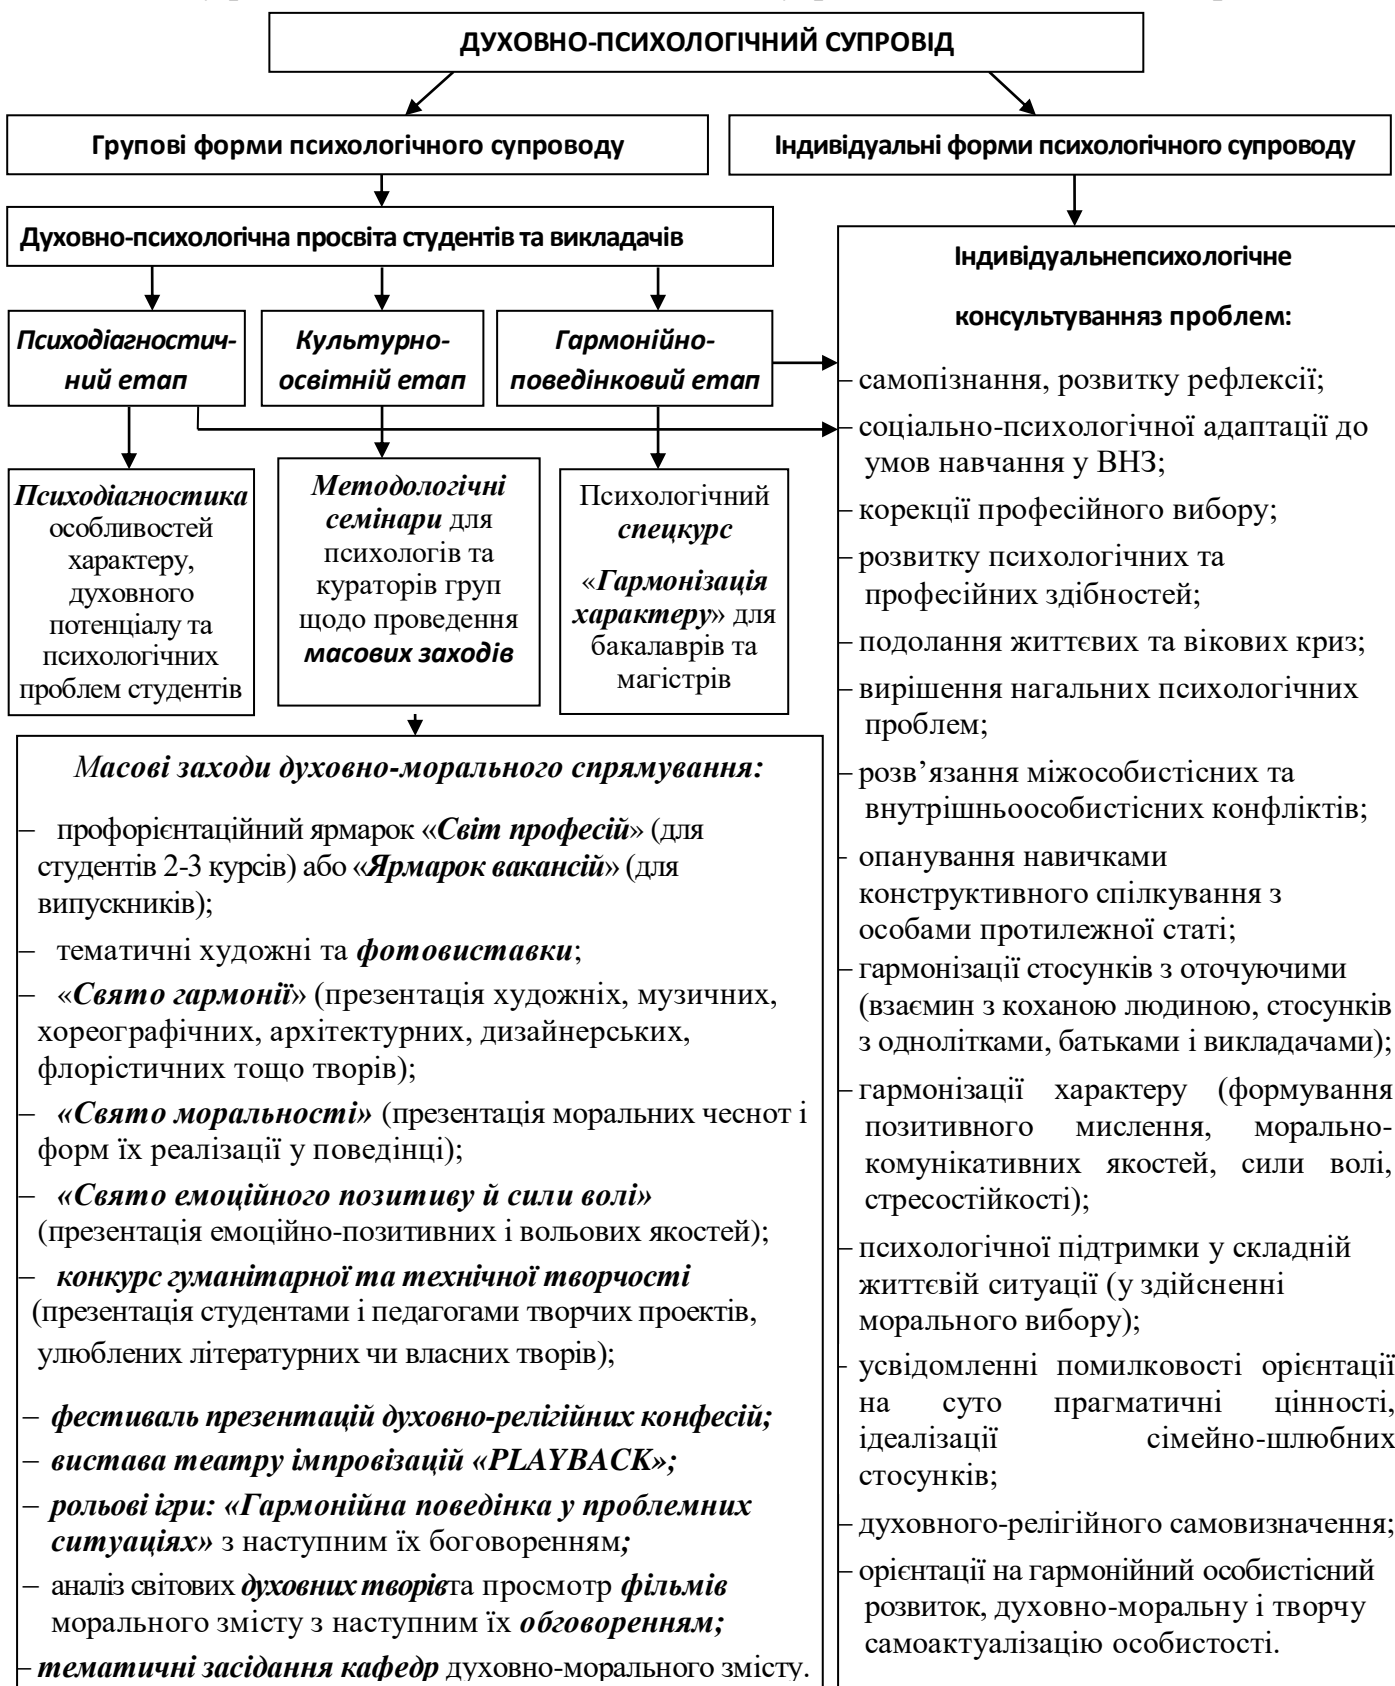 ДУХОВНО-ПСИХОЛОГІЧНИЙ СУПРОВІД
Групові форми психологічного супроводу
Індивідуальні форми психологічного супроводу
Духовно-психологічна просвіта студентів та викладачів
Психодіагностич-
ний етап
Культурно-
освітній етап
Гармонійно-
поведінковий етап
Психодіагностика
особливостей
характеру,
духовного
потенціалу та
психологічних
проблем студентів
Методологічні
семінари для
психологів та
кураторів груп
щодо проведення
масових заходів
Психологічний
спецкурс
«Гармонізація
характеру» для
бакалаврів та
магістрів
Масові заходи духовно-морального спрямування:
– профорієнтаційний ярмарок «Світ професій» (для
студентів 2-3 курсів) або «Ярмарок вакансій» (для
випускників);
– тематичні художні та фотовиставки;
– «Свято гармонії» (презентація художніх, музичних,
хореографічних, архітектурних, дизайнерських,
флористичних тощо творів);
– «Свято моральності» (презентація моральних чеснот і
форм їх реалізації у поведінці);
– «Свято емоційного позитиву й сили волі»
(презентація емоційно-позитивних і вольових якостей);
– конкурс гуманітарної та технічної творчості
(презентація студентами і педагогами творчих проектів,
улюблених літературних чи власних творів);
– фестиваль презентацій духовно-релігійних конфесій;
– вистава театру імпровізацій «PLAYBACK»;
– рольові ігри: «Гармонійна поведінка у проблемних
ситуаціях» з наступним їх боговоренням;
– аналіз світових духовних творівта просмотр фільмів
морального змісту з наступним їх обговоренням;
– тематичні засідання кафедр духовно-морального змісту.
Індивідуальнепсихологічне
консультуванняз проблем:
– самопізнання, розвитку рефлексії;
– соціально-психологічної адаптації до
умов навчання у ВНЗ;
– корекції професійного вибору;
– розвитку психологічних та
професійних здібностей;
– подолання життєвих та вікових криз;
– вирішення нагальних психологічних
проблем;
– розв’язання міжособистісних та
внутрішньоособистісних конфліктів;
- опанування навичками
конструктивного спілкування з
особами протилежної статі;
– гармонізації стосунків з оточуючими
(взаємин з коханою людиною, стосунків
з однолітками, батьками і викладачами);
– гармонізації характеру (формування
позитивного мислення, морально-
комунікативних якостей, сили волі,
стресостійкості);
– психологічної підтримки у складній
життєвій ситуації (у здійсненні
морального вибору);
- усвідомленні помилковості орієнтації
на суто прагматичні цінності,
ідеалізації сімейно-шлюбних
стосунків;
– духовного-релігійного самовизначення;
– орієнтації на гармонійний особистісний
розвиток, духовно-моральну і творчу
самоактуалізацію особистості.